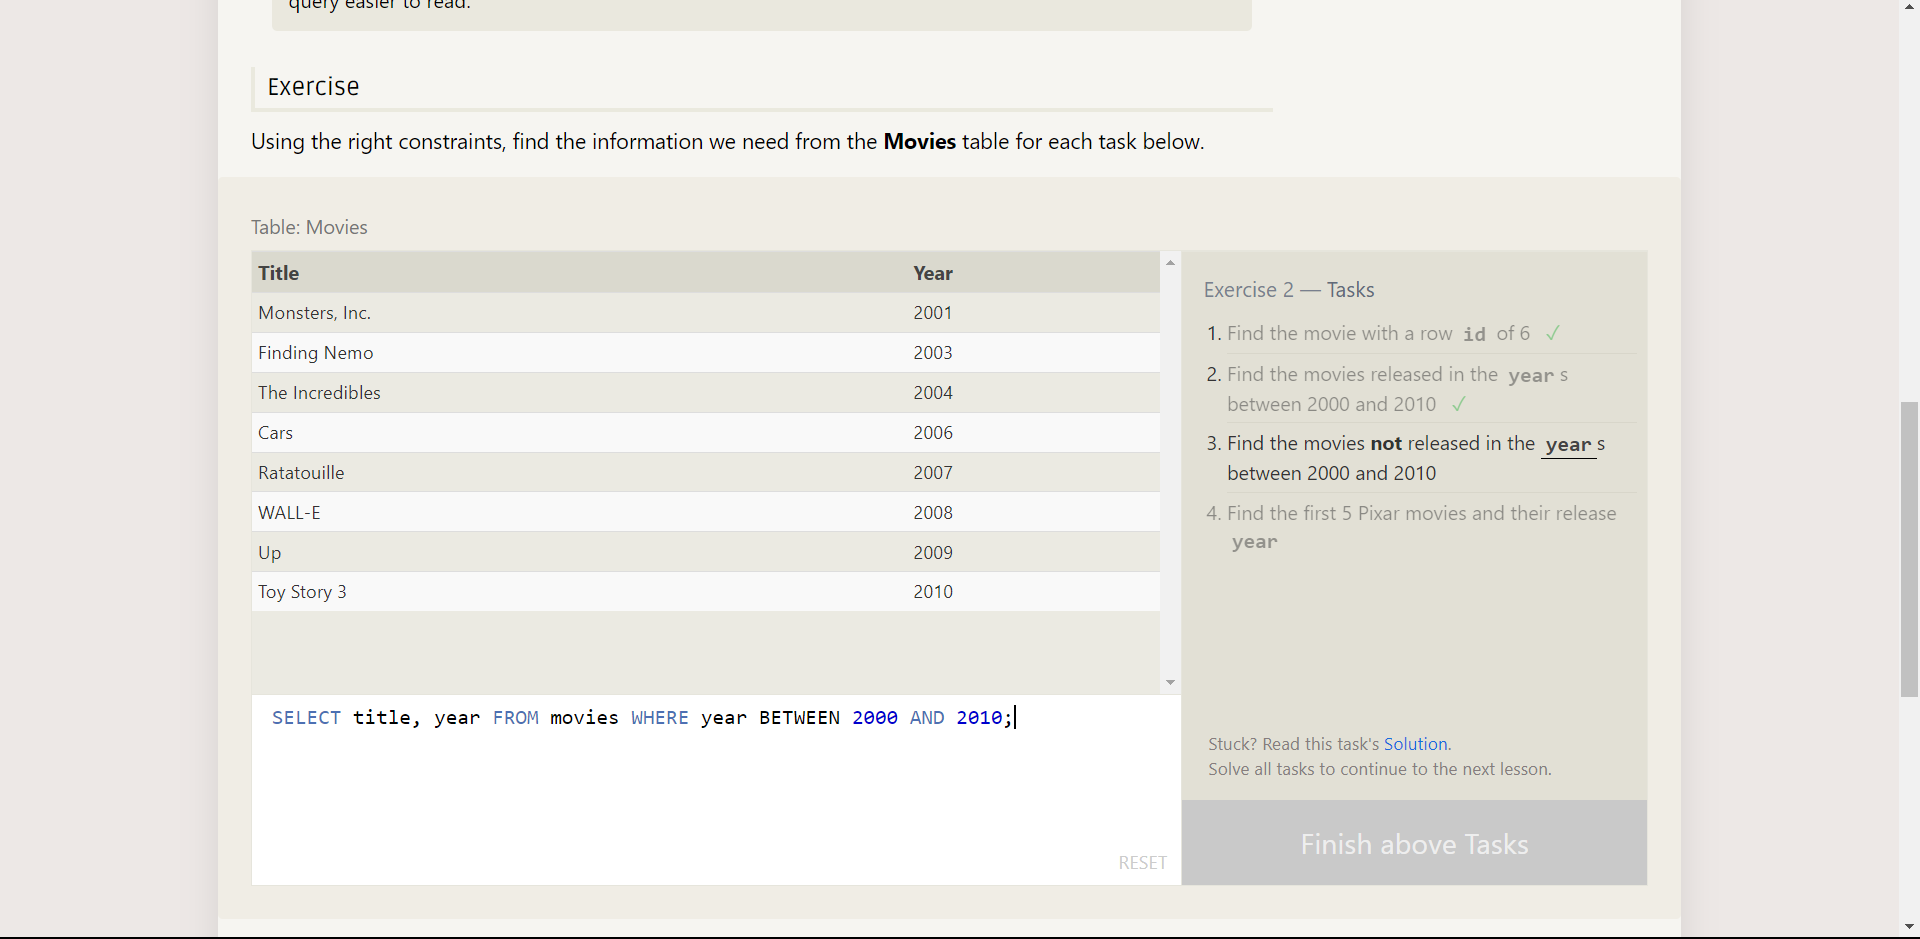 query easier to read.
Exercise
Using the right constraints, find the information we need from the Movies table for each task below.
Table: Movies
Title Year
Monsters, Inc. 2001
Finding Nemo 2003
The Incredibles 2004
Cars 2006
Ratatouille 2007
WALL-E 2008
Up 2009
Toy Story 3 2010
SELECT title, year FROM movies WHERE year BETWEEN 2000 AND 2010;
RESET
Exercise 2 — Tasks
1. Find the movie with a row id of 6 ✓
2. Find the movies released in the year s
between 2000 and 2010 ✓
3. Find the movies not released in the year s
between 2000 and 2010
4. Find the first 5 Pixar movies and their release
year
Stuck? Read this task's Solution.
Solve all tasks to continue to the next lesson.
Finish above Tasks